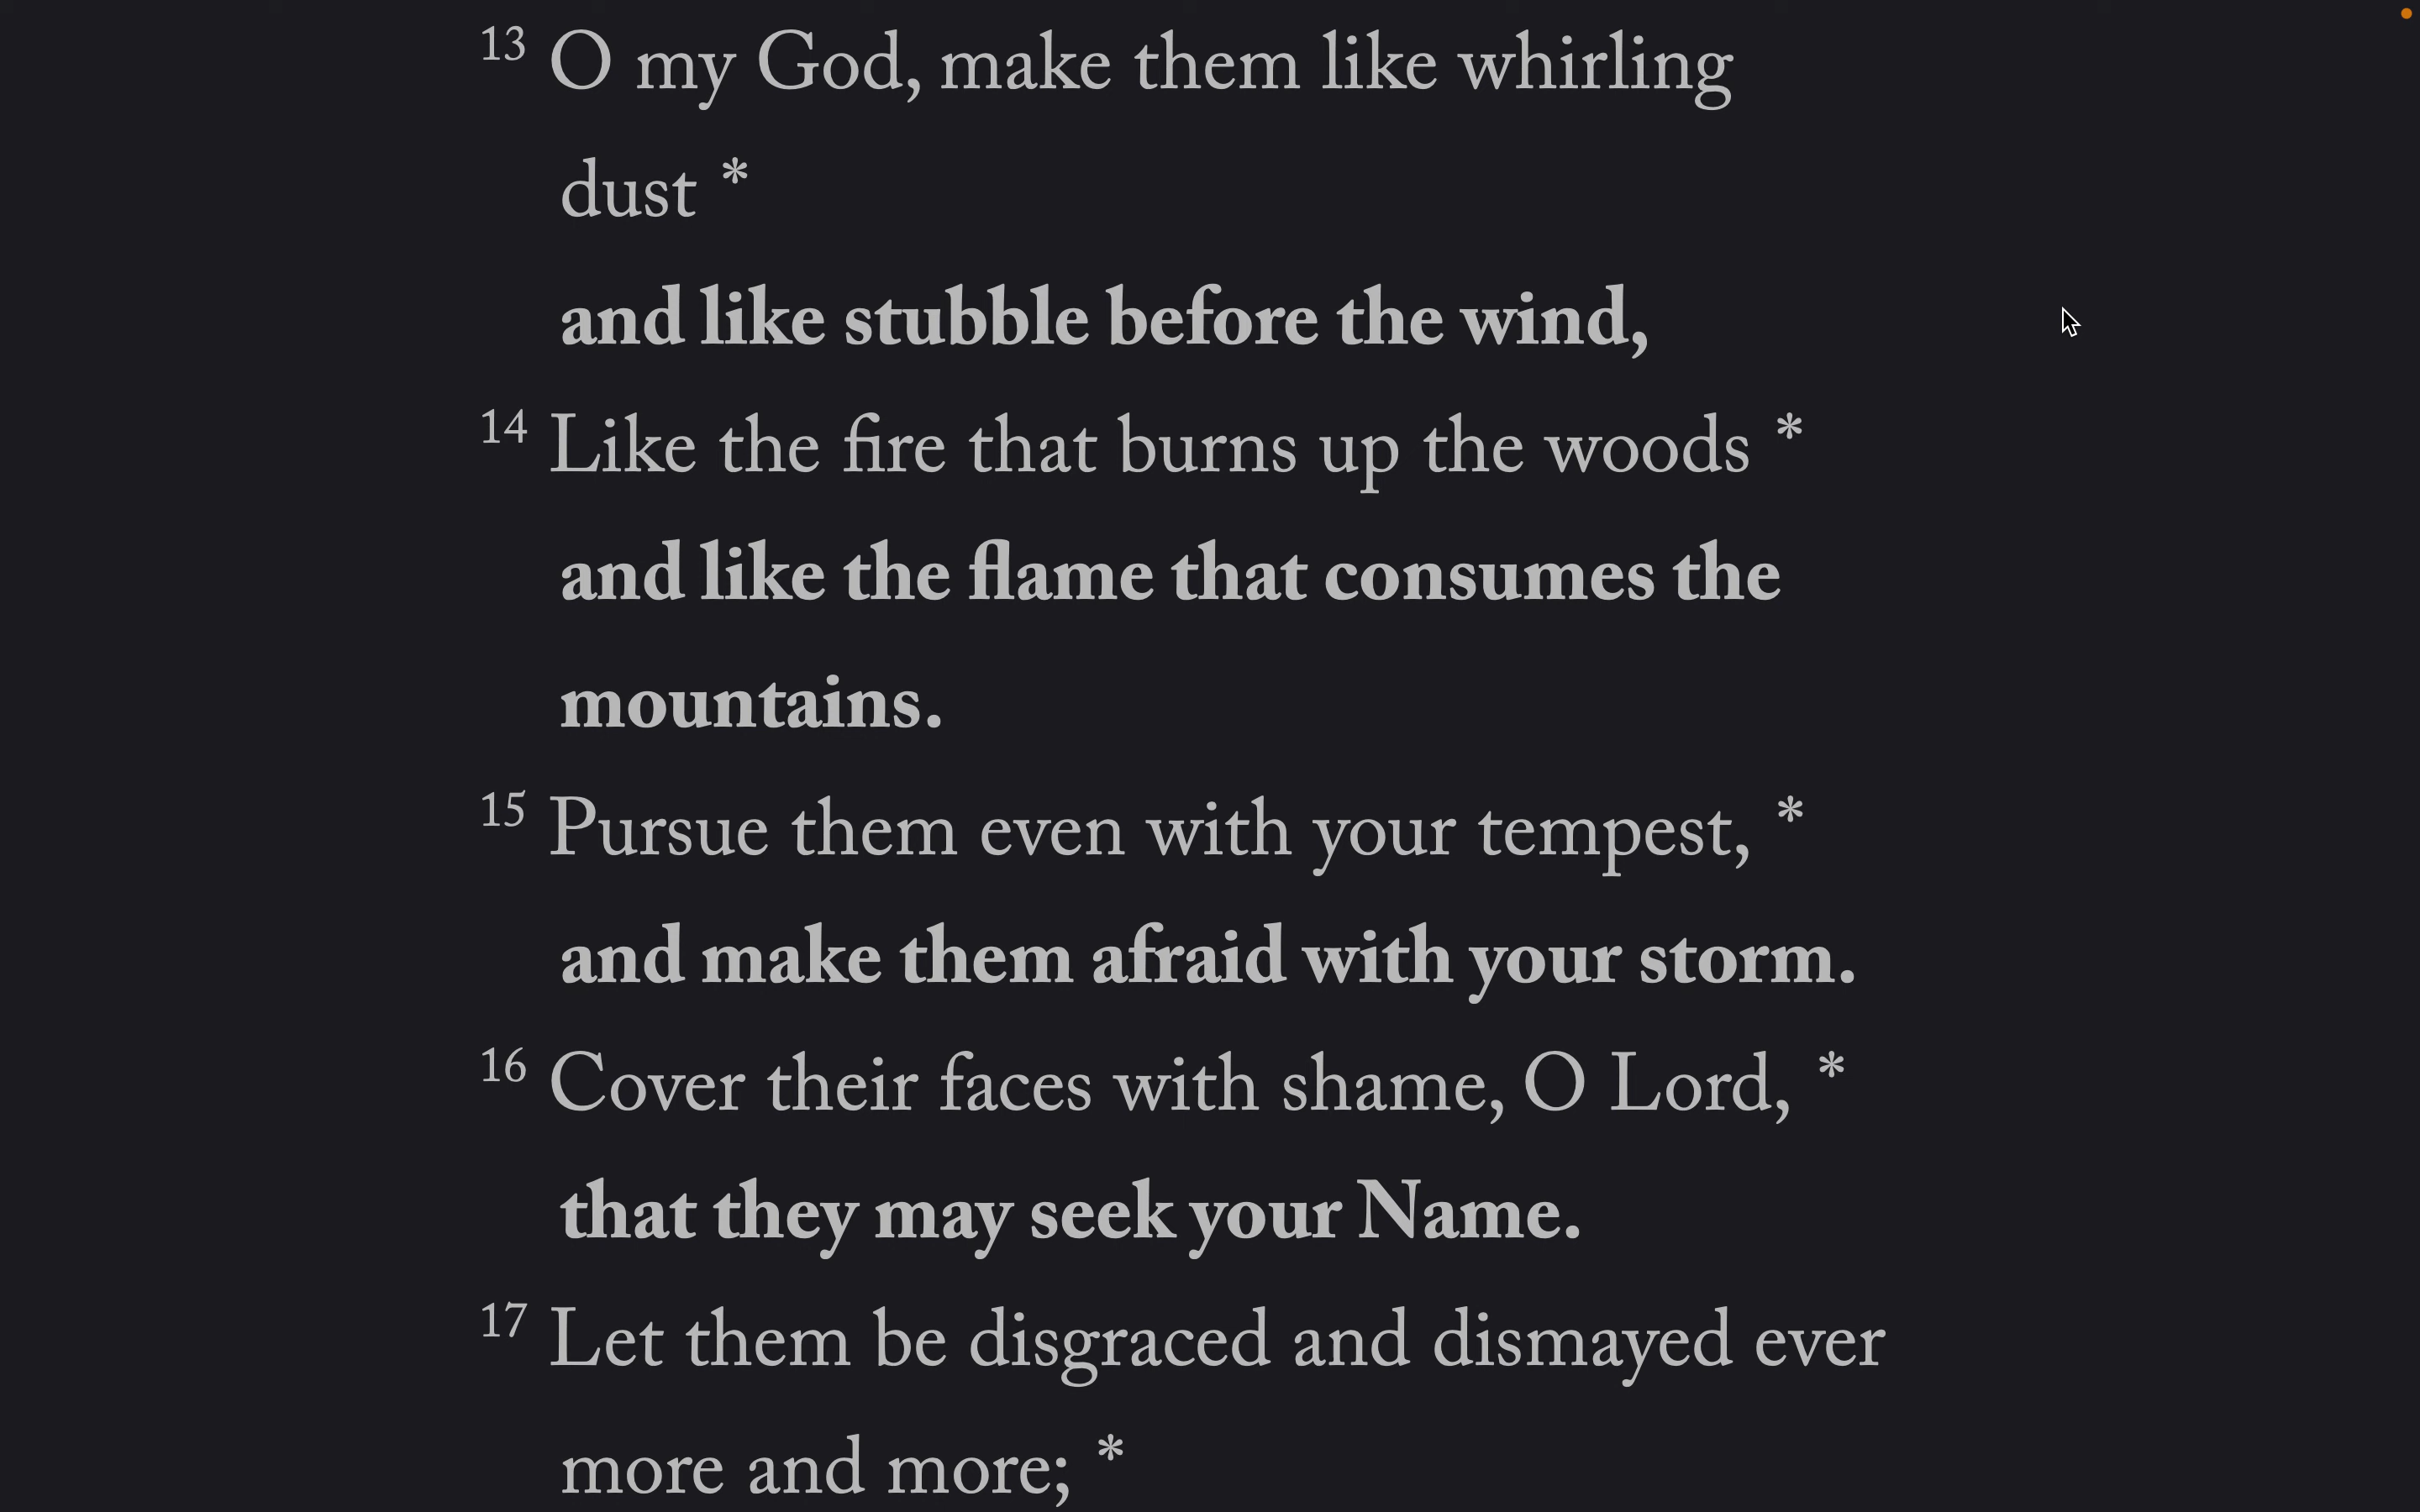 13 O my God, make them like whirling
dust *
and like stubble before the wind,
14 Like the fire that burns up the woods *
and like the flame that consumes the
mountains.
15 Pursue them even with your tempest, *
and make them afraid with your storm.
16 Cover their faces with shame, O Lord, *
that they may seek your Name.
17 Let them be disgraced and dismayed ever
more and more; *